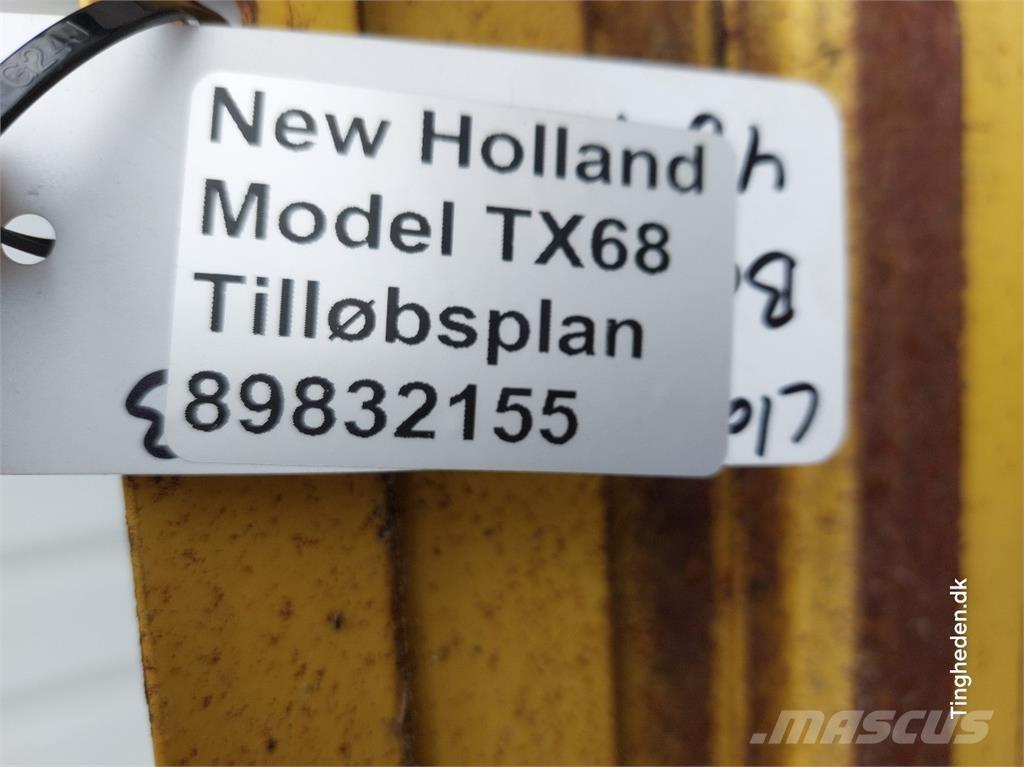 New Holland
Model TX68
Tilløbsplan
89832155
Tingheden.dk
MASCUS